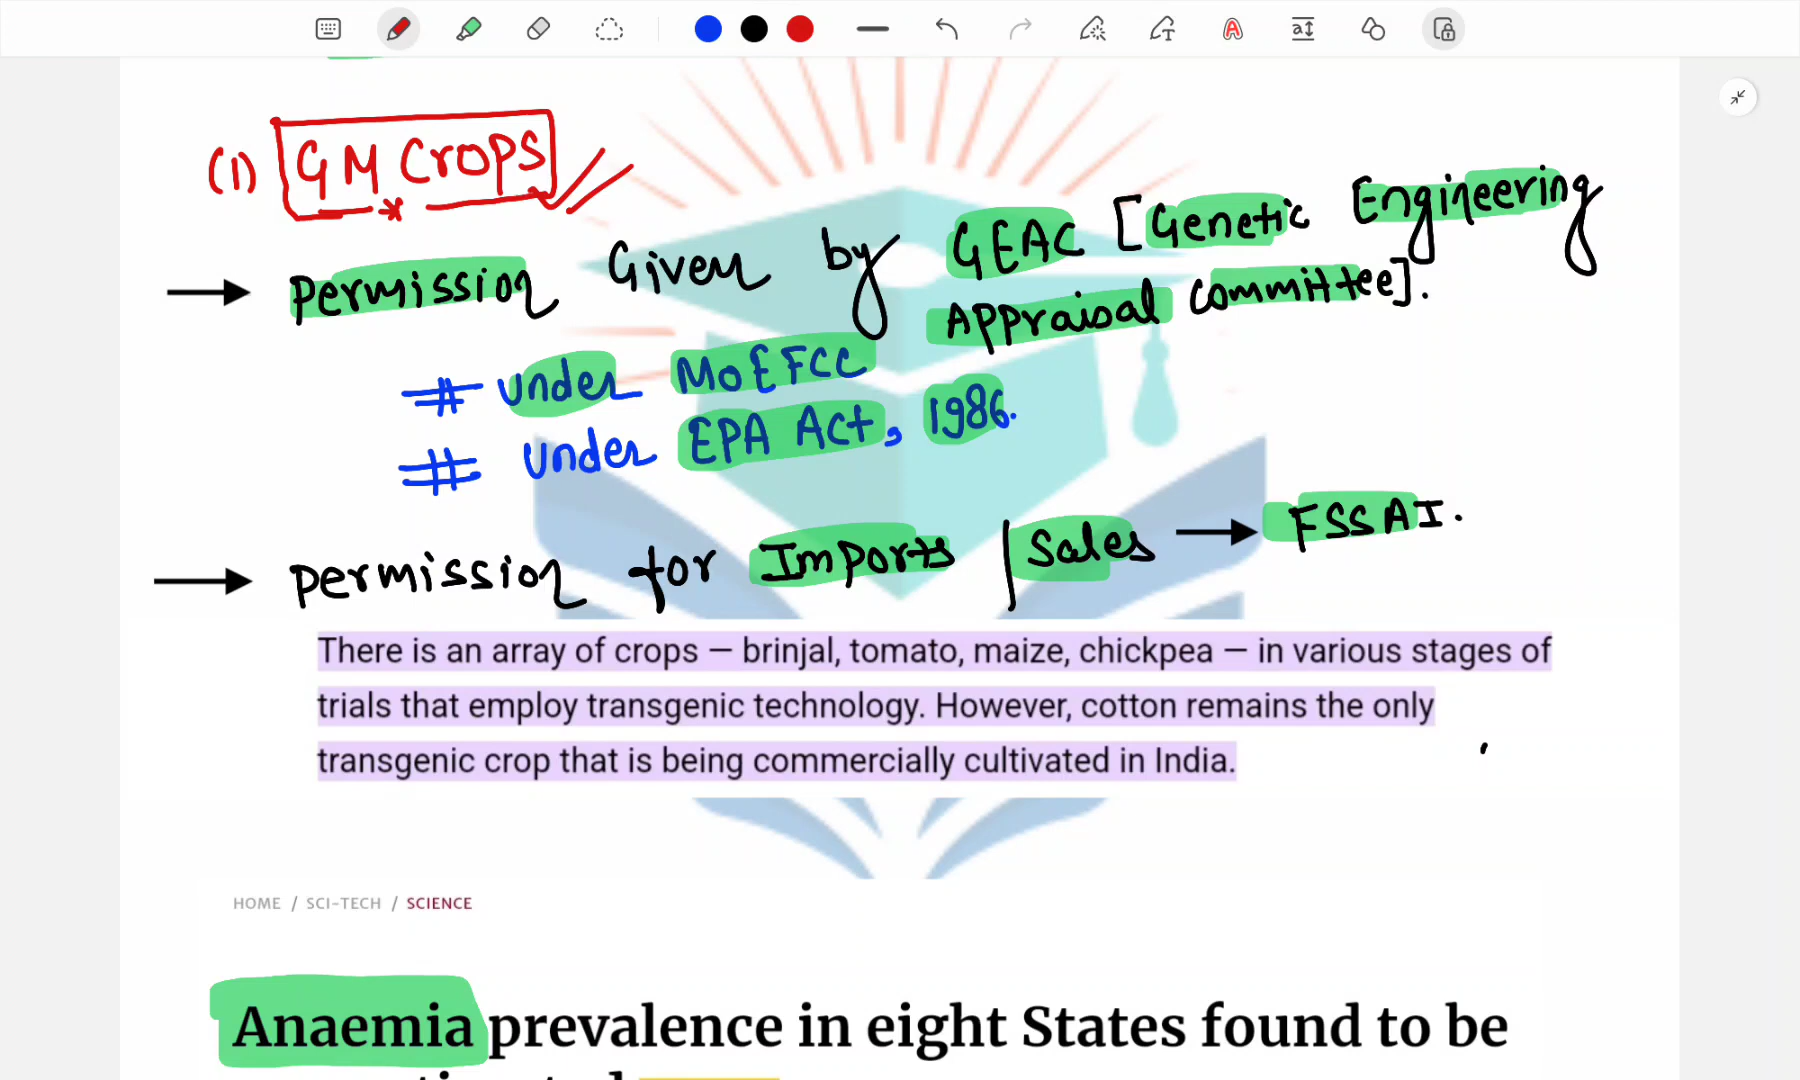 (1) GM Crops
→ Permission Given by GEAC [Genetic Engineering
Appraisal Committee].
# Under MoEFCC
# Under EPA Act, 1986.
→ Permission for Imports | Sales → FSSAI.
There is an array of crops — brinjal, tomato, maize, chickpea — in various stages of
trials that employ transgenic technology. However, cotton remains the only
transgenic crop that is being commercially cultivated in India.
HOME / SCI-TECH / SCIENCE
Anaemia prevalence in eight States found to be